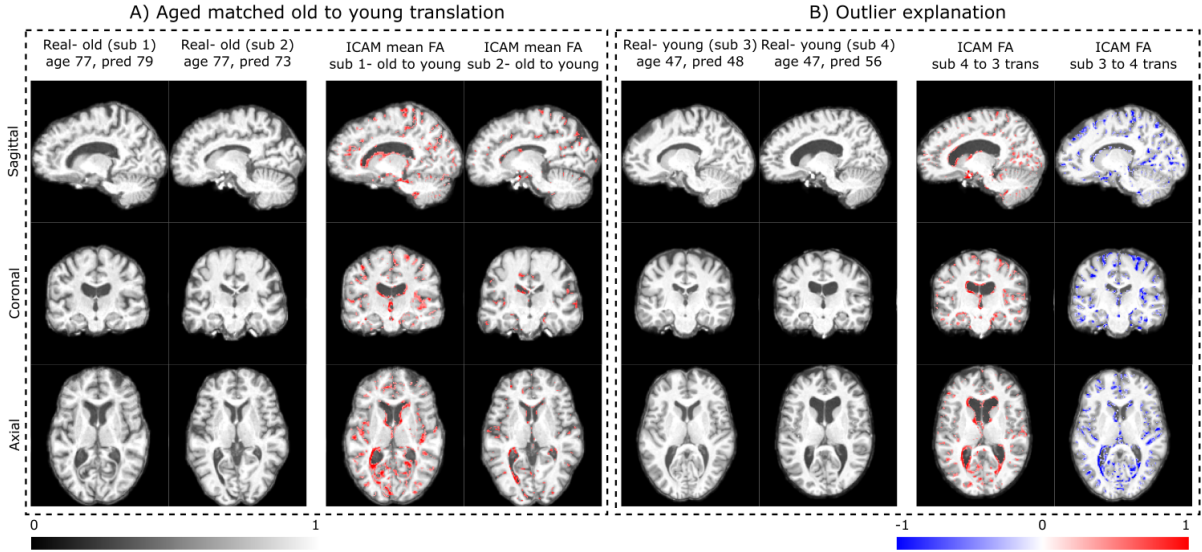 A) Aged matched old to young translation
B) Outlier explanation
Real- old (sub 1)
age 77, pred 79
Real- old (sub 2)
age 77, pred 73
ICAM mean FA
sub 1- old to young
ICAM mean FA
sub 2- old to young
Real- young (sub 3)
age 47, pred 48
Real- young (sub 4)
age 47, pred 56
ICAM FA
sub 4 to 3 trans
ICAM FA
sub 3 to 4 trans
Sagittal
Coronal
Axial
0
1
-1
0
1